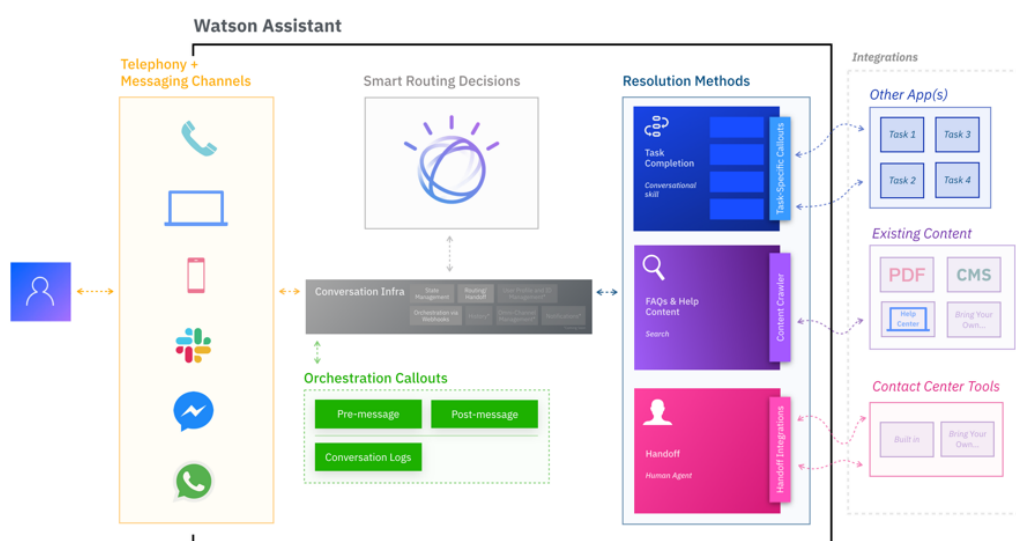 Watson Assistant
Telephony +
Messaging Channels
Smart Routing Decisions
Conversation Infra
State
Management
Routing/
Handoff
Orchestration via
Webhooks
Orchestration Callouts
Pre-message
Post-message
Conversation Logs
Resolution Methods
Task
Completion
Conversational
skill
Task-Specific Callouts
FAQs & Help
Content
Search
Content Crawler
Handoff
Human Agent
Handoff Integrations
Integrations
Other App(s)
Task 1
Task 3
Task 2
Task 4
Existing Content
PDF
CMS
Help
Center
Bring Your
Own...
Contact Center Tools
Built in
Bring Your
Own...